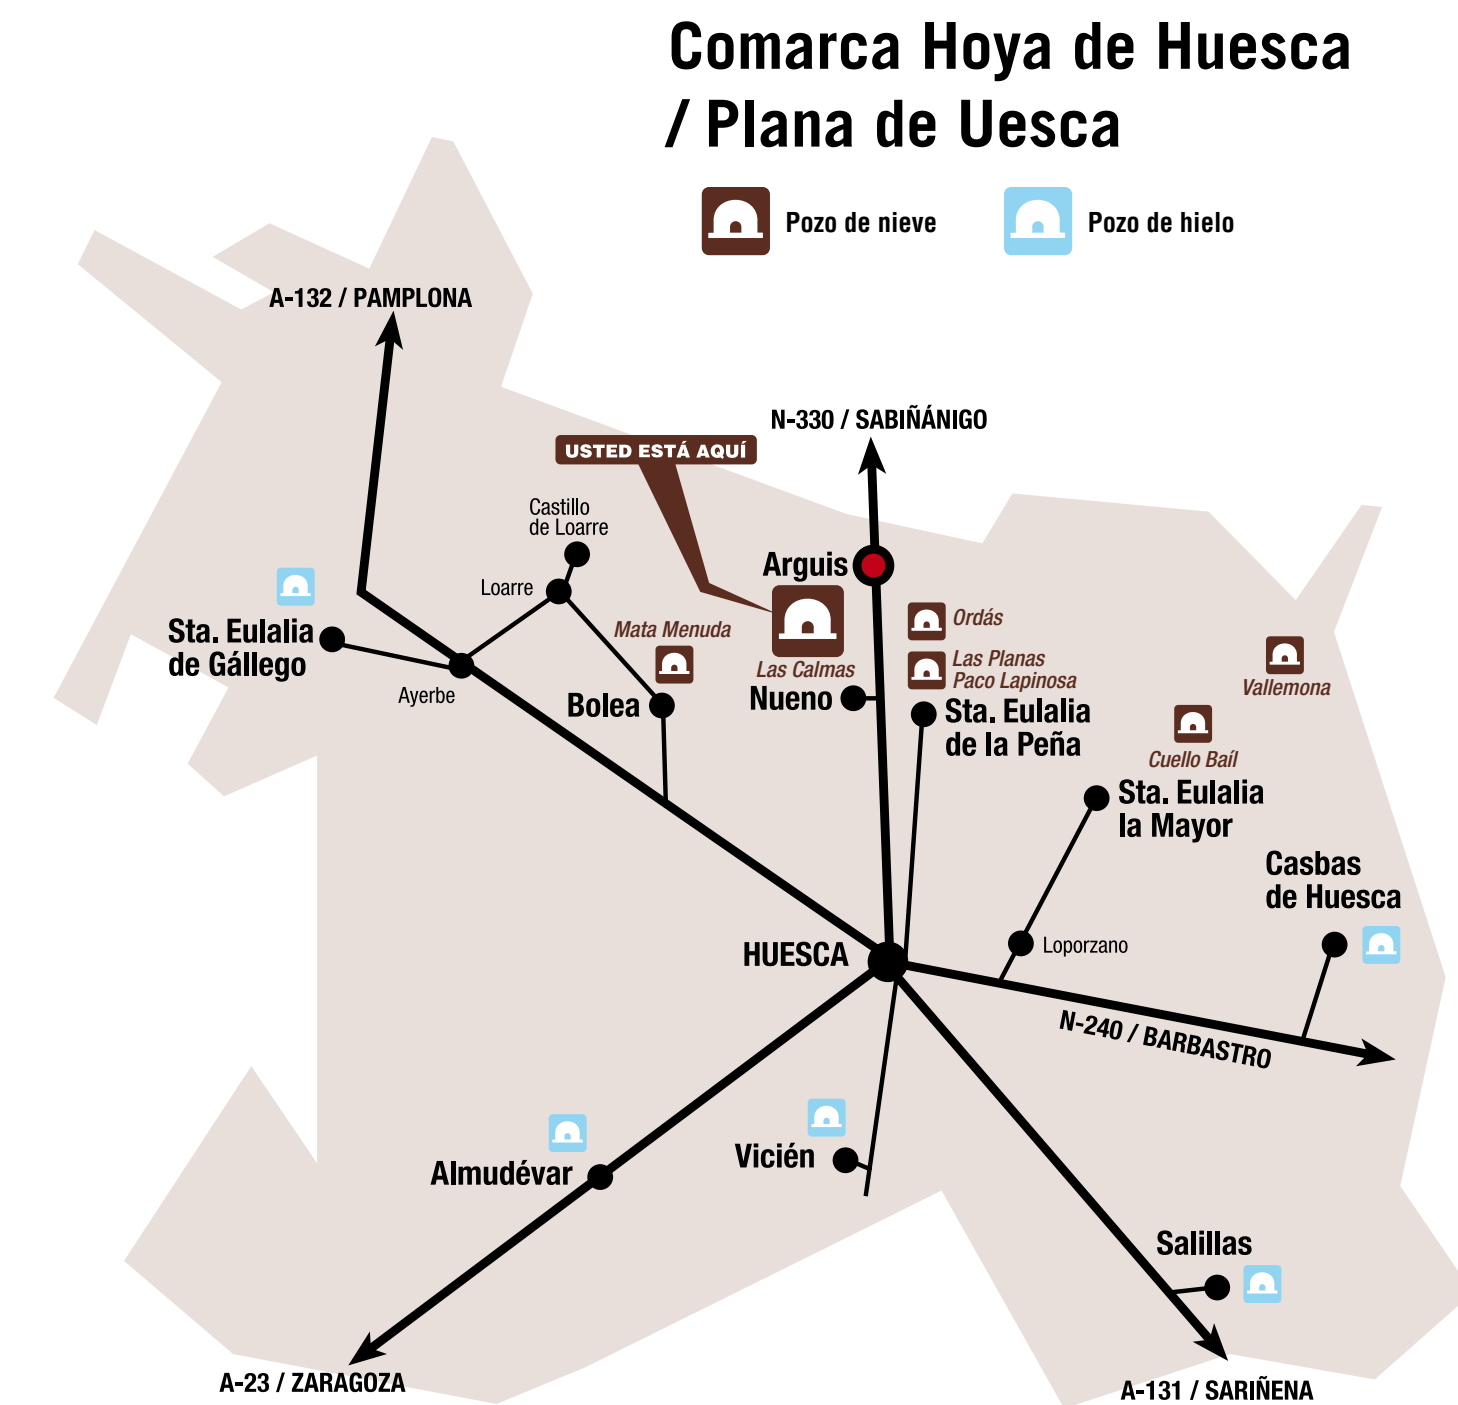 Comarca Hoya de Huesca
/ Plana de Uesca
Pozo de nieve
Pozo de hielo
A-132 / PAMPLONA
N-330 / SABIÑÁNIGO
USTED ESTÁ AQUÍ
Castillo
de Loarre
Arguis
Loarre
Ordás
Sta. Eulalia
de Gállego
Mata Menuda
Las Calmas
Las Planas
Paco Lapinosa
Vallemona
Ayerbe
Bolea
Nueno
Sta. Eulalia
de la Peña
Cuello Baíl
Sta. Eulalia
la Mayor
Casbas
de Huesca
HUESCA
Loporzano
N-240 / BARBASTRO
Almudévar
Vicién
Salillas
A-23 / ZARAGOZA
A-131 / SARIÑENA